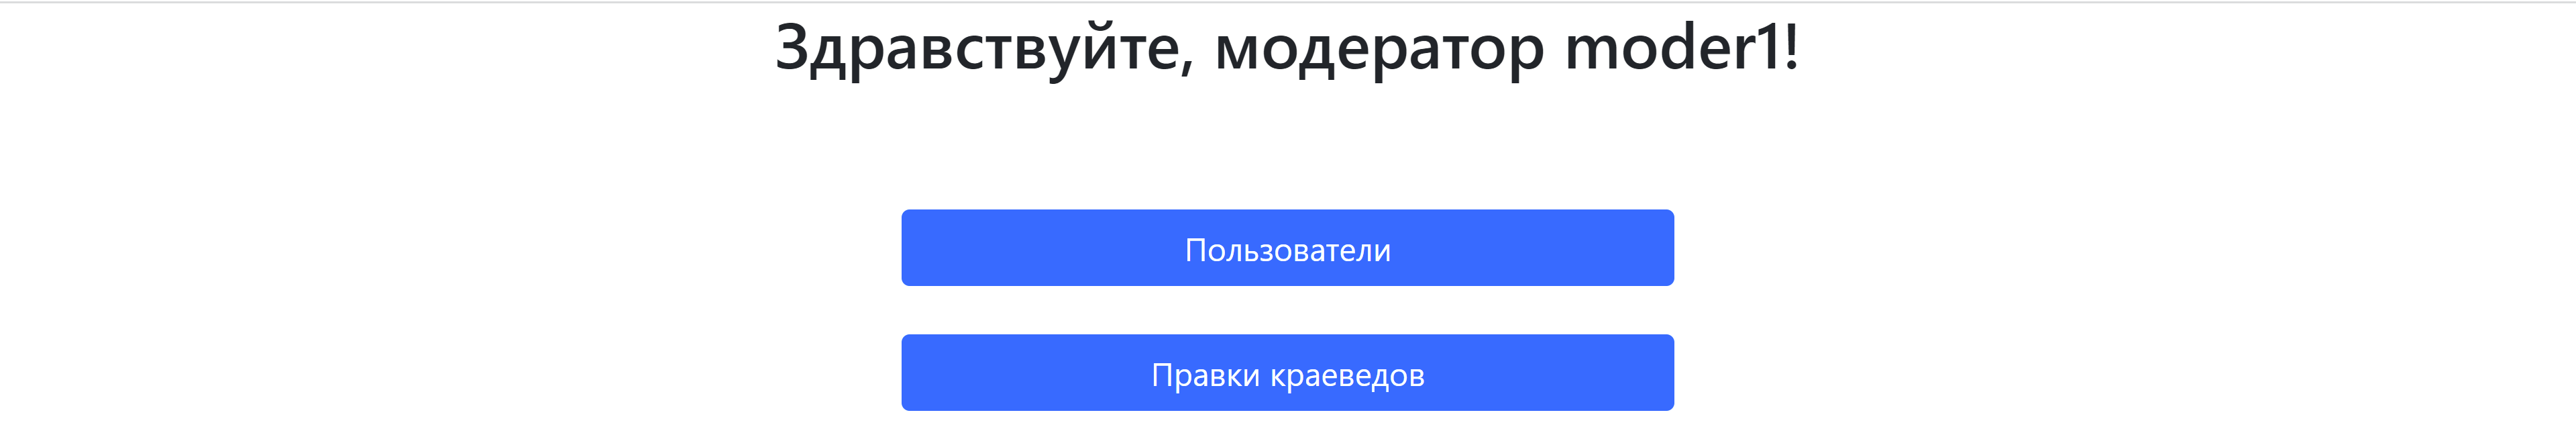 Здравствуйте, модератор moder1!
Пользователи
Правки краеведов